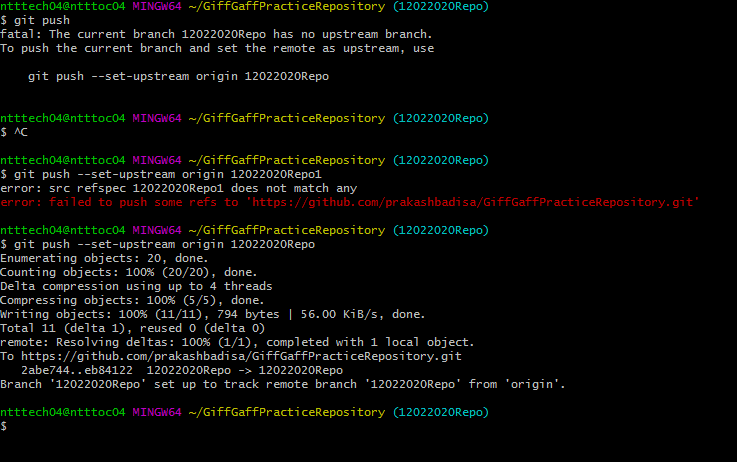 ntttech04@ntttoc04 MINGW64 ~/GiffGaffPracticeRepository (12022020Repo)
$ git push
fatal: The current branch 12022020Repo has no upstream branch.
To push the current branch and set the remote as upstream, use
    git push --set-upstream origin 12022020Repo
ntttech04@ntttoc04 MINGW64 ~/GiffGaffPracticeRepository (12022020Repo)
$ ^C
ntttech04@ntttoc04 MINGW64 ~/GiffGaffPracticeRepository (12022020Repo)
$ git push --set-upstream origin 12022020Repo1
error: src refspec 12022020Repo1 does not match any
error: failed to push some refs to 'https://github.com/prakashbadisa/GiffGaffPracticeRepository.git'
ntttech04@ntttoc04 MINGW64 ~/GiffGaffPracticeRepository (12022020Repo)
$ git push --set-upstream origin 12022020Repo
Enumerating objects: 20, done.
Counting objects: 100% (20/20), done.
Delta compression using up to 4 threads
Compressing objects: 100% (5/5), done.
Writing objects: 100% (11/11), 794 bytes | 56.00 KiB/s, done.
Total 11 (delta 1), reused 0 (delta 0)
remote: Resolving deltas: 100% (1/1), completed with 1 local object.
To https://github.com/prakashbadisa/GiffGaffPracticeRepository.git
   2abe744..eb84122  12022020Repo -> 12022020Repo
Branch '12022020Repo' set up to track remote branch '12022020Repo' from 'origin'.
ntttech04@ntttoc04 MINGW64 ~/GiffGaffPracticeRepository (12022020Repo)
$